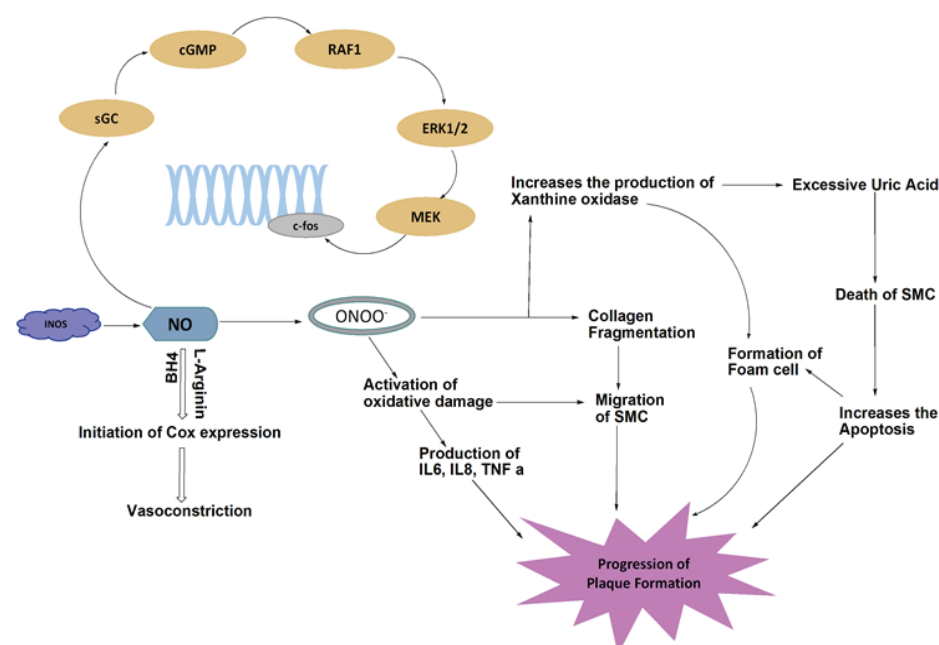 cGMP
RAF1
sGC
ERK1/2
MEK
c-fos
Increases the production of
Xanthine oxidase
Excessive Uric Acid
INOS
NO
ONOO-
Collagen
Fragmentation
Death of SMC
BH4
L-Arginin
Activation of
oxidative damage
Migration
of SMC
Formation of
Foam cell
Increases the
Apoptosis
Initiation of Cox expression
Production of
IL6, IL8, TNF a
Vasoconstriction
Progression of
Plaque Formation